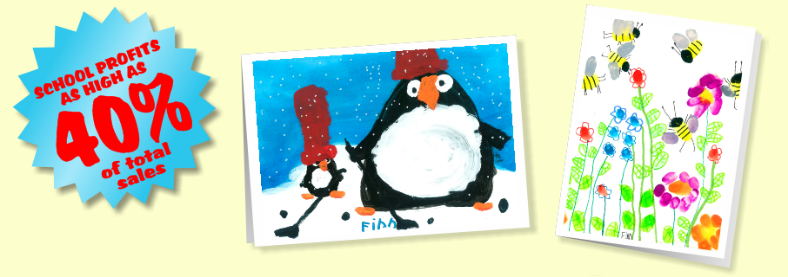 SCHOOL PROFITS
AS HIGH AS
40%
of total
sales
Finn